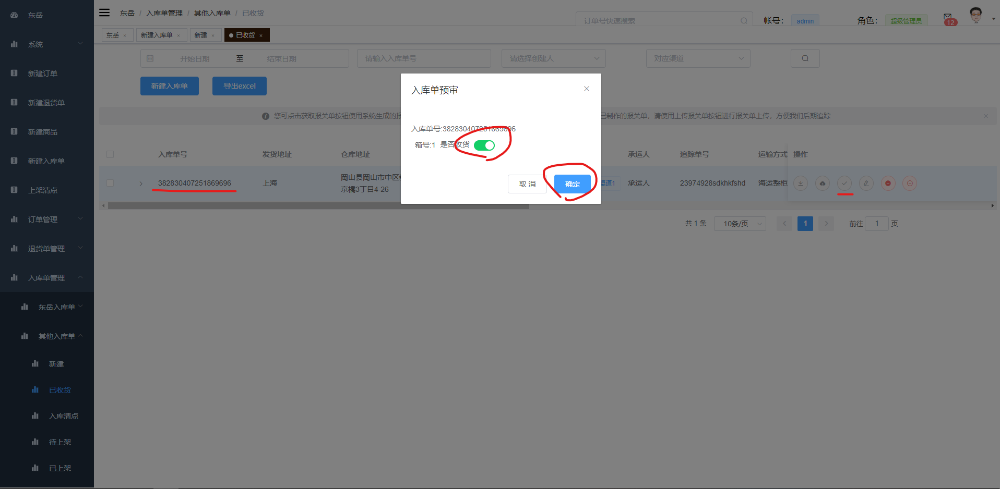 东岳
系统
新建订单
新建退货单
新建商品
新建入库单
上架清点
订单管理
退货单管理
入库单管理
东岳入库单
其他入库单
新建
已收货
入库清点
待上架
已上架
东岳 / 入库单管理 / 其他入库单 / 已收货
订单号快速搜索
帐号： admin
角色： 超级管理员
12
东岳 × 新建入库单 × 新建 × 已收货 ×
开始日期 至 结束日期 请输入入库单号 请选择创建人 对应渠道
新建入库单 导出excel
您可点击获取报关单按钮使用系统生成的报
已制作的报关单，请使用上传报关单按钮进行报关单上传，方便我们后期追踪
入库单预审
入库单号:382830407251869696
箱号:1 是否收货
取 消 确定
入库单号 发货地址 仓库地址 承运人 追踪单号 运输方式 操作
382830407251869696 上海 岡山县岡山市中区
京橋3丁目4-26
渠道1 承运人 23974928sdkhkfshd 海运整柜
共 1 条 10条/页 1 前往 1 页